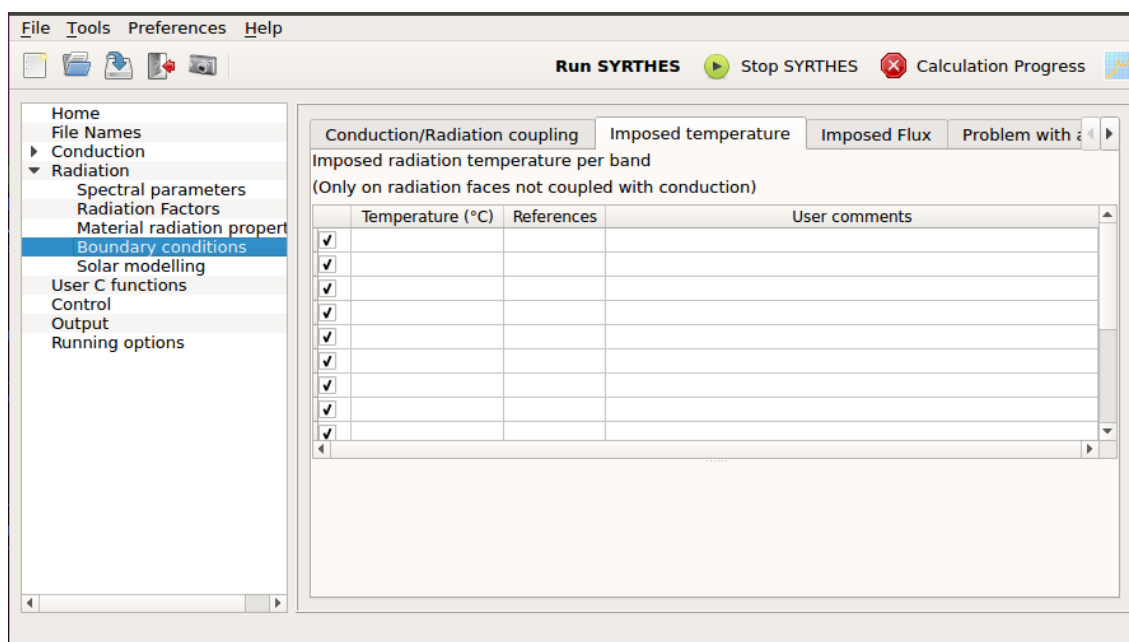 File Tools Preferences Help
Run SYRTHES Stop SYRTHES Calculation Progress
Home
File Names
Conduction
Radiation
Spectral parameters
Radiation Factors
Material radiation propert
Boundary conditions
Solar modelling
User C functions
Control
Output
Running options
Conduction/Radiation coupling Imposed temperature Imposed Flux Problem with a
Imposed radiation temperature per band
(Only on radiation faces not coupled with conduction)
Temperature (°C) References User comments